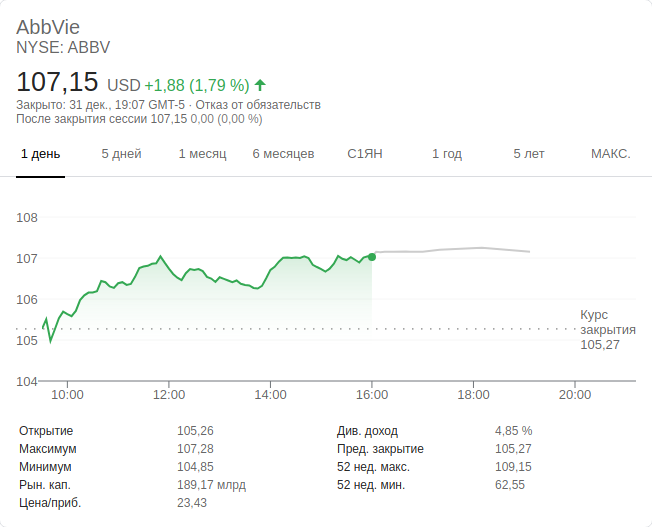 AbbVie
NYSE: ABBV
107,15 USD +1,88 (1,79 %)
Закрыто: 31 дек., 19:07 GMT-5 · Отказ от обязательств
После закрытия сессии 107,15 0,00 (0,00 %)
1 день 5 дней 1 месяц 6 месяцев С1ЯН 1 год 5 лет МАКС.
108
107
106
105
104
Курс
закрытия
105,27
10:00 12:00 14:00 16:00 18:00 20:00
Открытие 105,26 Див. доход 4,85 %
Максимум 107,28 Пред. закрытие 105,27
Минимум 104,85 52 нед. макс. 109,15
Рын. кап. 189,17 млрд 52 нед. мин. 62,55
Цена/приб. 23,43